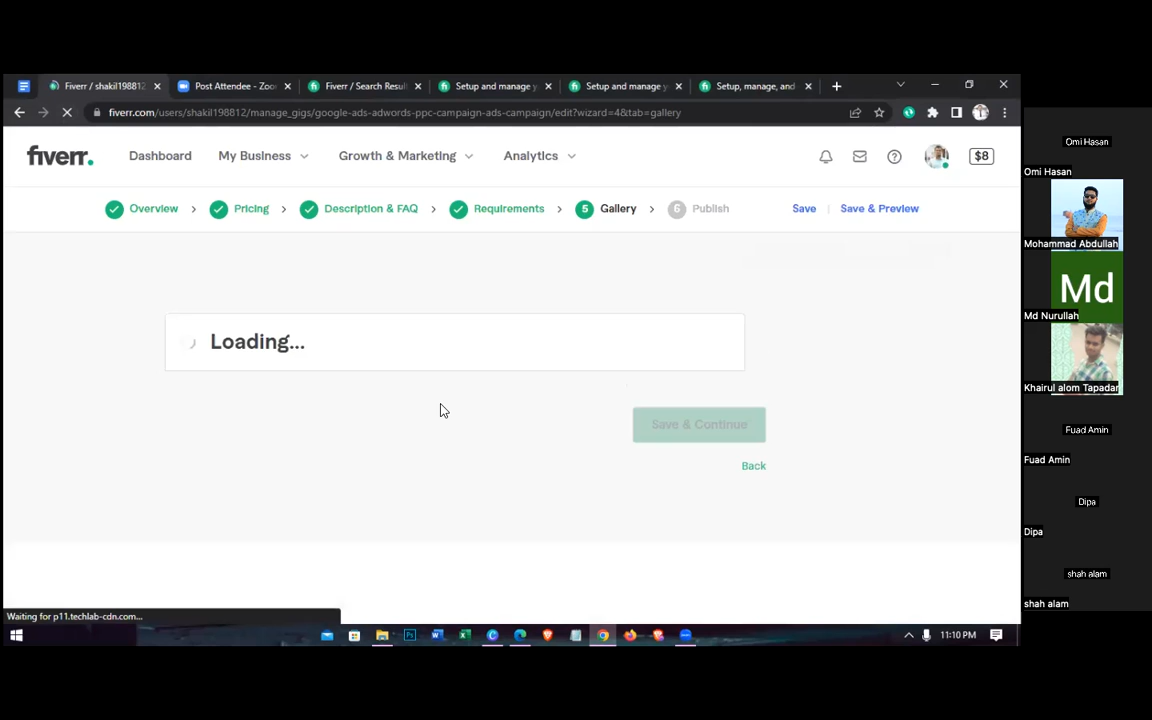 Fiverr / shakil198812
Post Attendee - Zoo
Fiverr / Search Resul
Setup and manage y
Setup and manage y
Setup, manage, and
fiverr.com/users/shakil198812/manage_gigs/google-ads-adwords-ppc-campaign-ads-campaign/edit?wizard=4&tab=gallery
fiverr.
Dashboard
My Business
Growth & Marketing
Analytics
$8
Overview
Pricing
Description & FAQ
Requirements
5 Gallery
6 Publish
Save
Save & Preview
Loading...
Save & Continue
Back
Waiting for p11.techlab-cdn.com...
11:10 PM
Omi Hasan
Omi Hasan
Mohammad Abdullah
Md
Md Nurullah
Khairul alom Tapadar
Fuad Amin
Fuad Amin
Dipa
Dipa
shah alam
shah alam